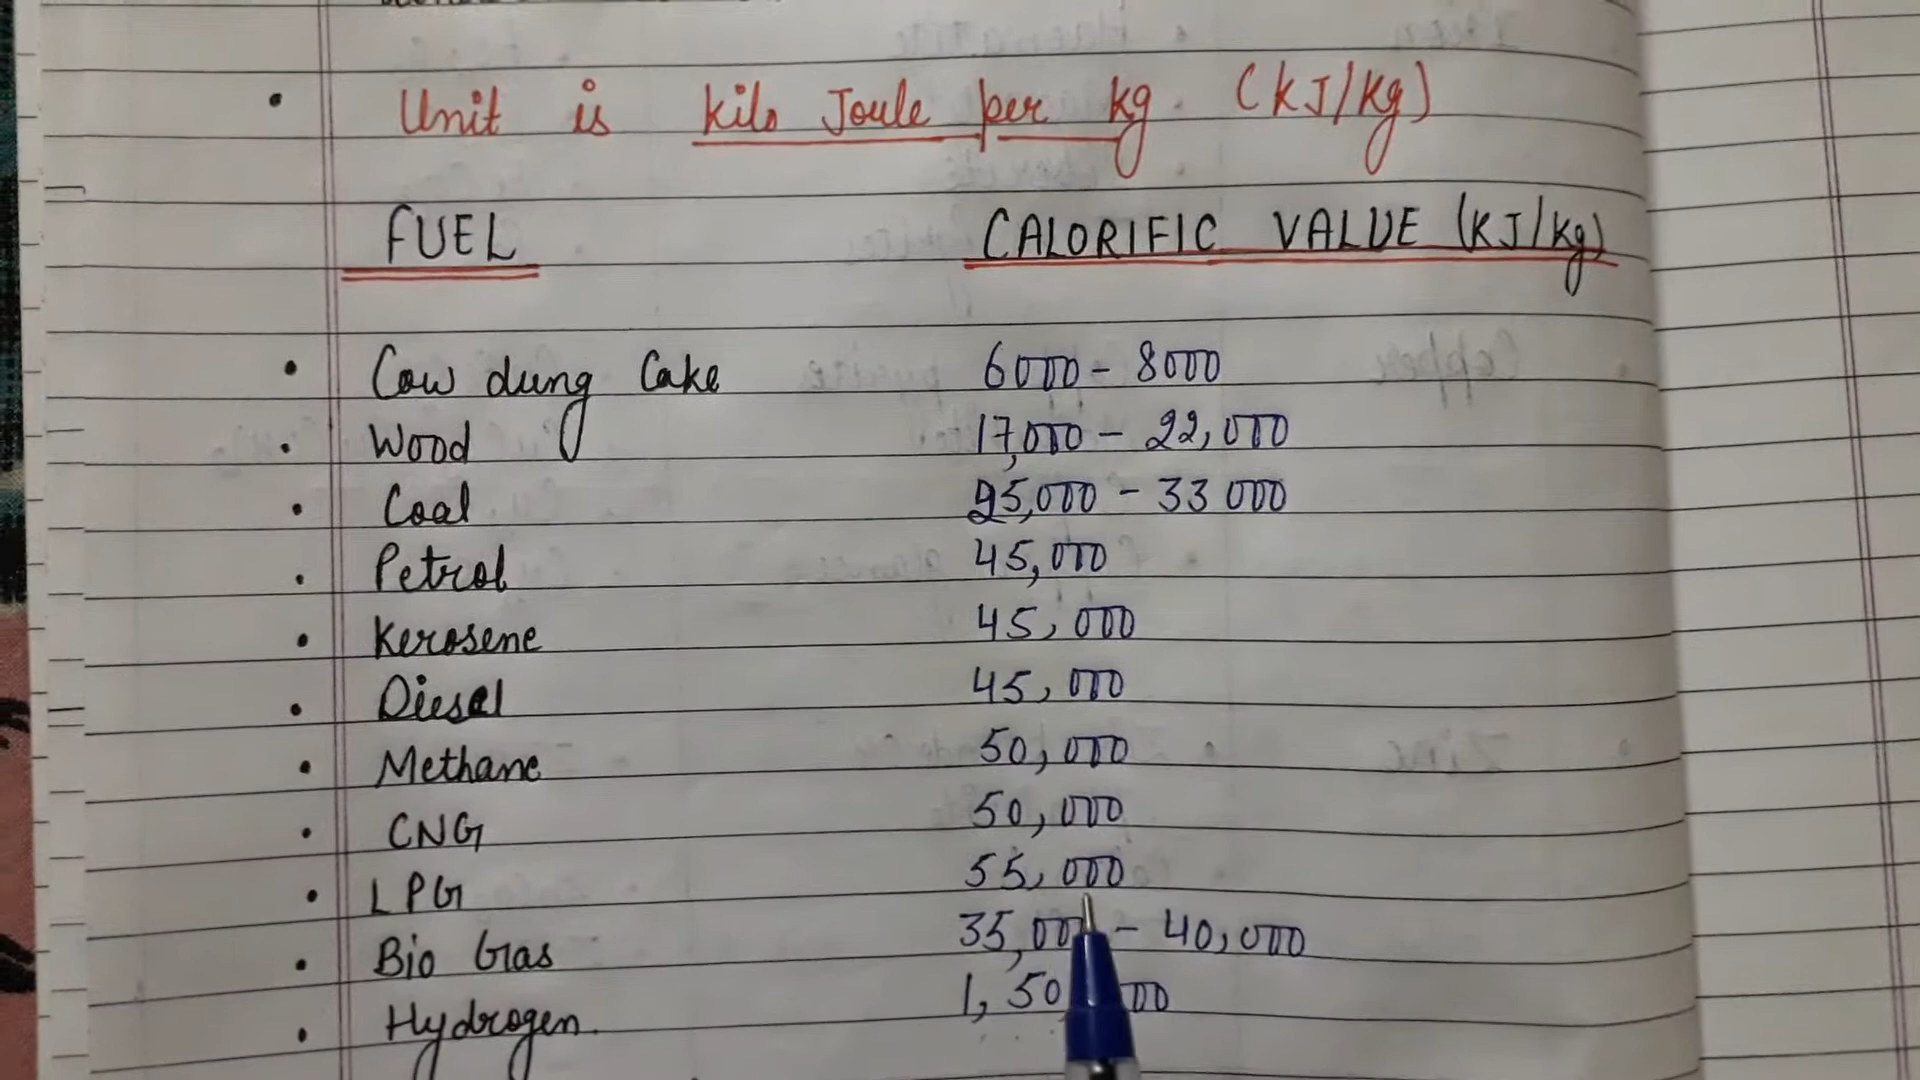 Unit is kilo Joule per kg. (kJ/kg)
FUEL CALORIFIC VALUE (KJ/kg)
Cow dung Cake 6000 - 8000
Wood 17,000 - 22,000
Coal 25,000 - 33 000
Petrol 45,000
Kerosene 45,000
Diesel 45,000
Methane 50,000
CNG 50,000
LPG 55,000
Bio Gas 35,000 - 40,000
Hydrogen.